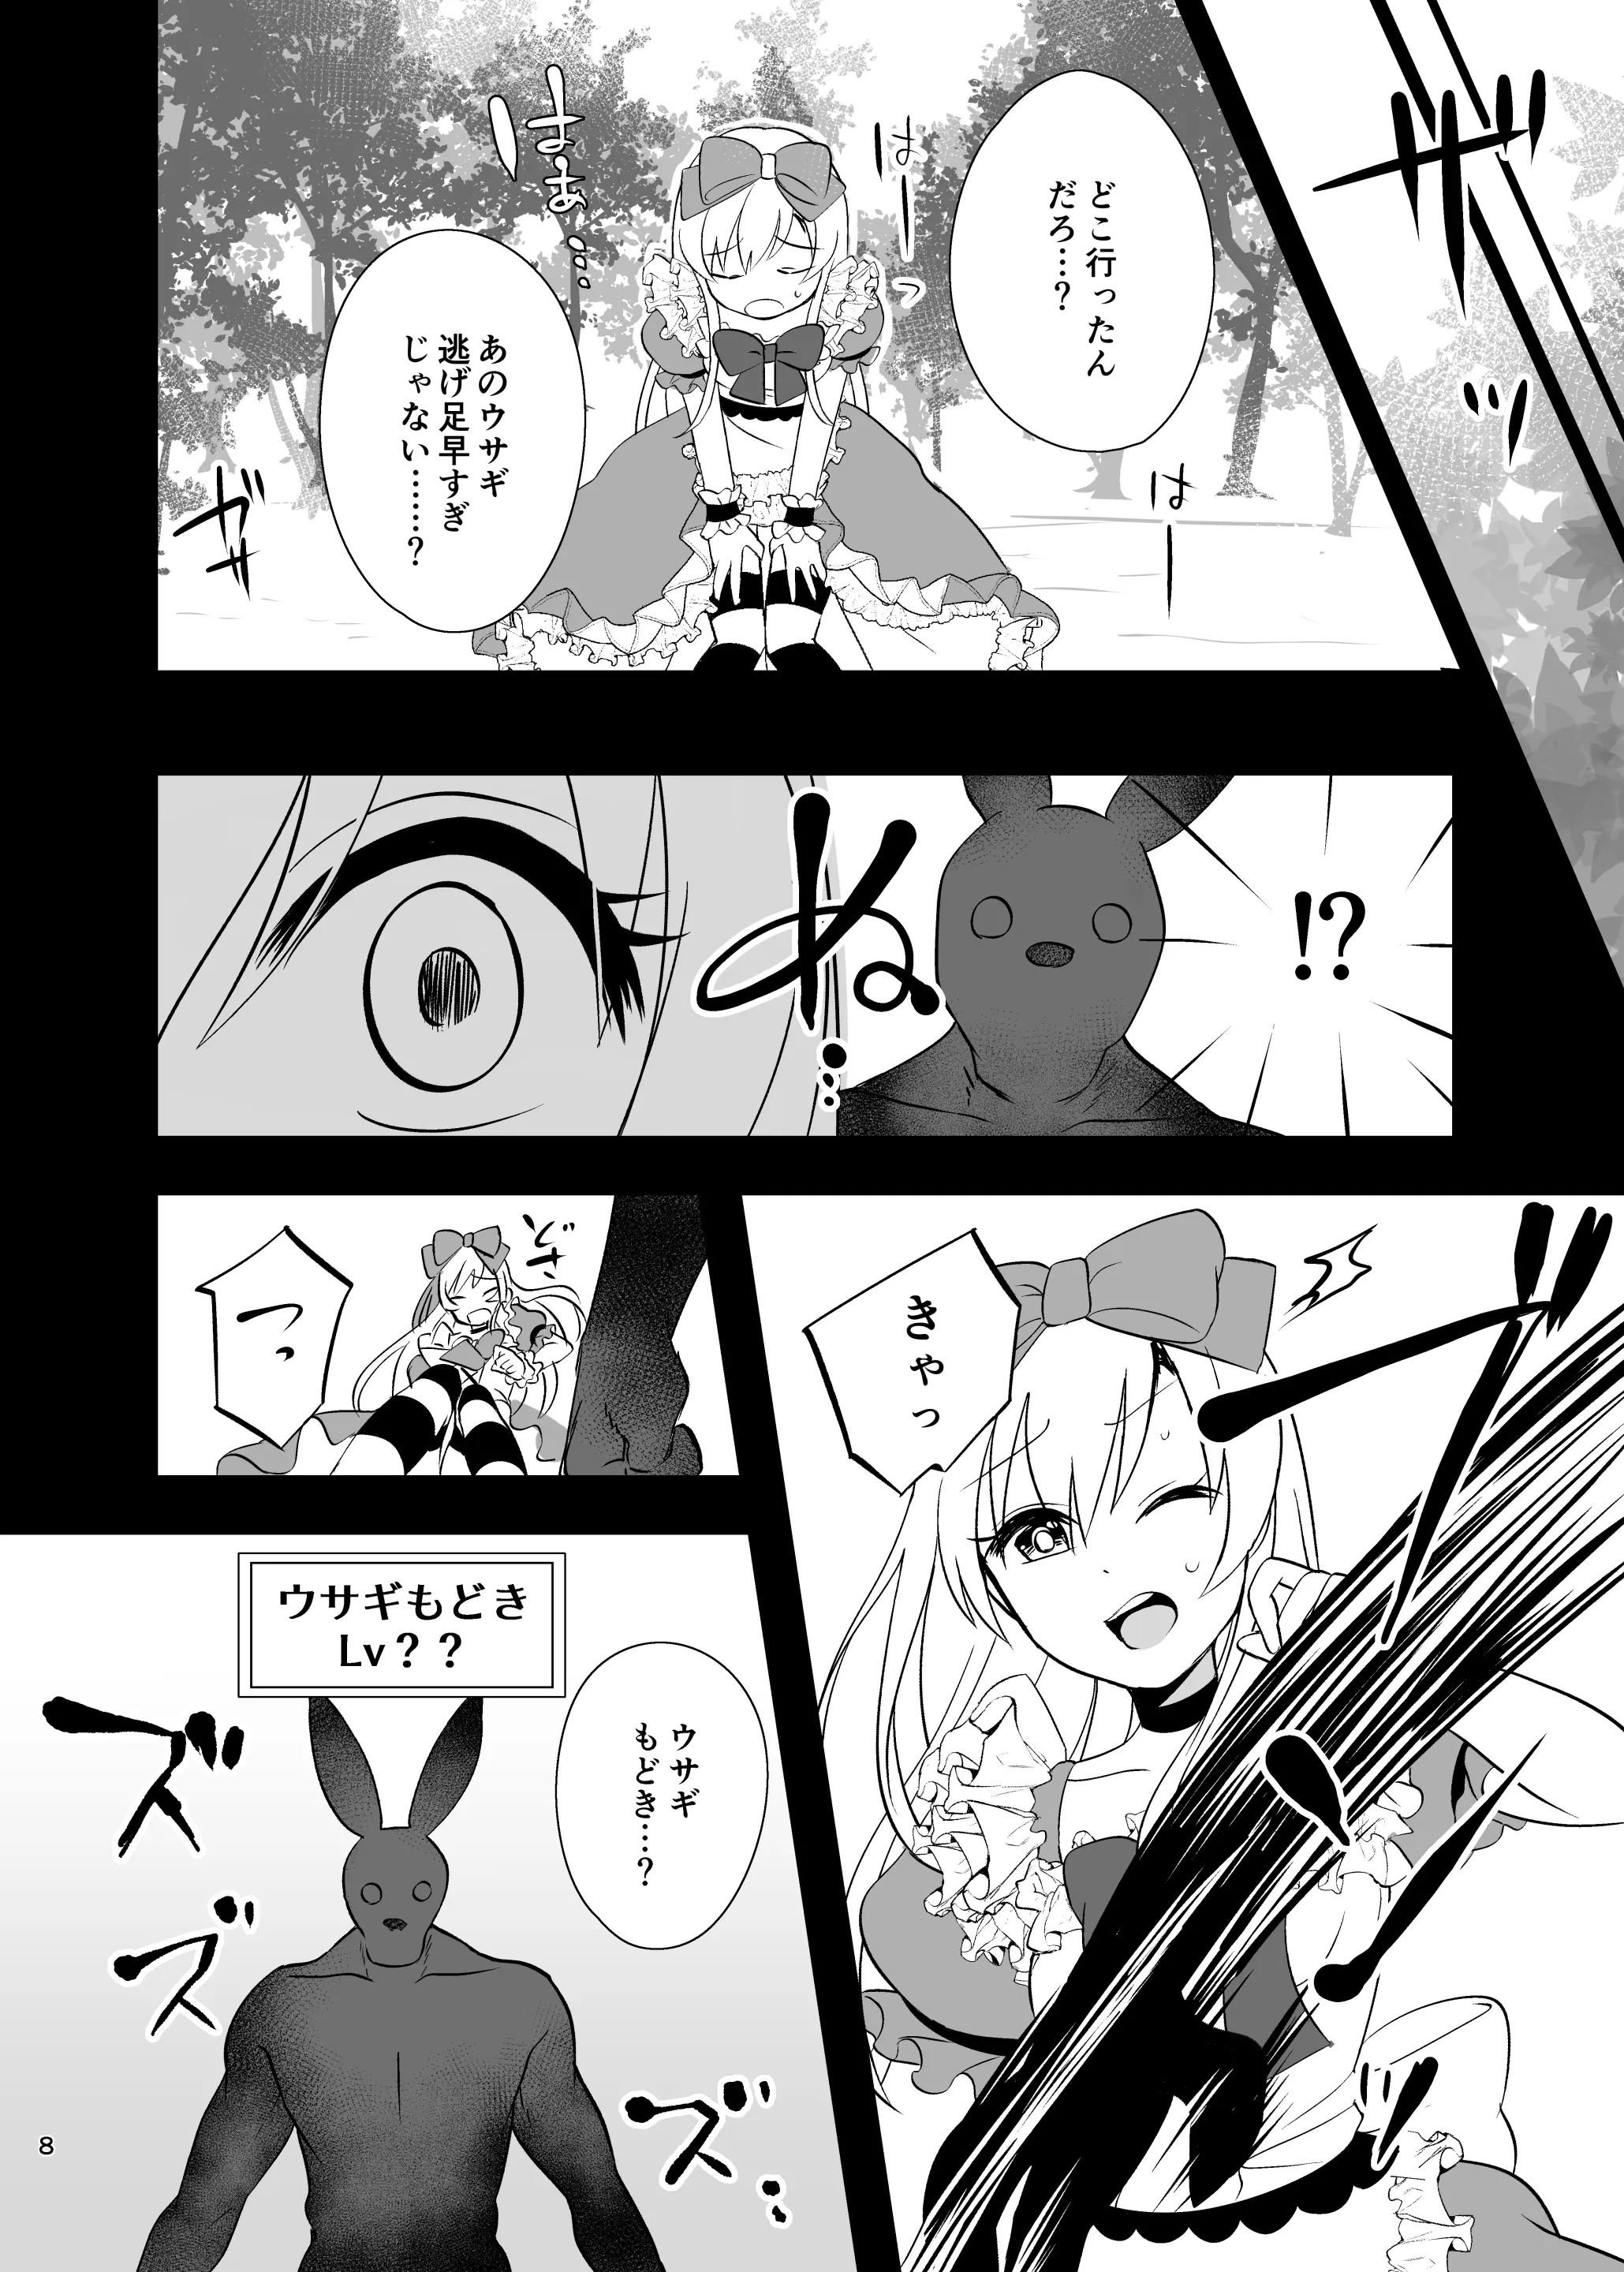 ガサ
ッ
どこ行ったん
だろ…?
はーっ
はーっ
はぁ…
あのウサギ
逃げ足早すぎ
じゃない……?
ガサ
!?
ぬ…
きゃっ
どさ
っ
ウサギもどき
Lv??
ウサギ
もどき…?
ズ
ズ
ズ…
8